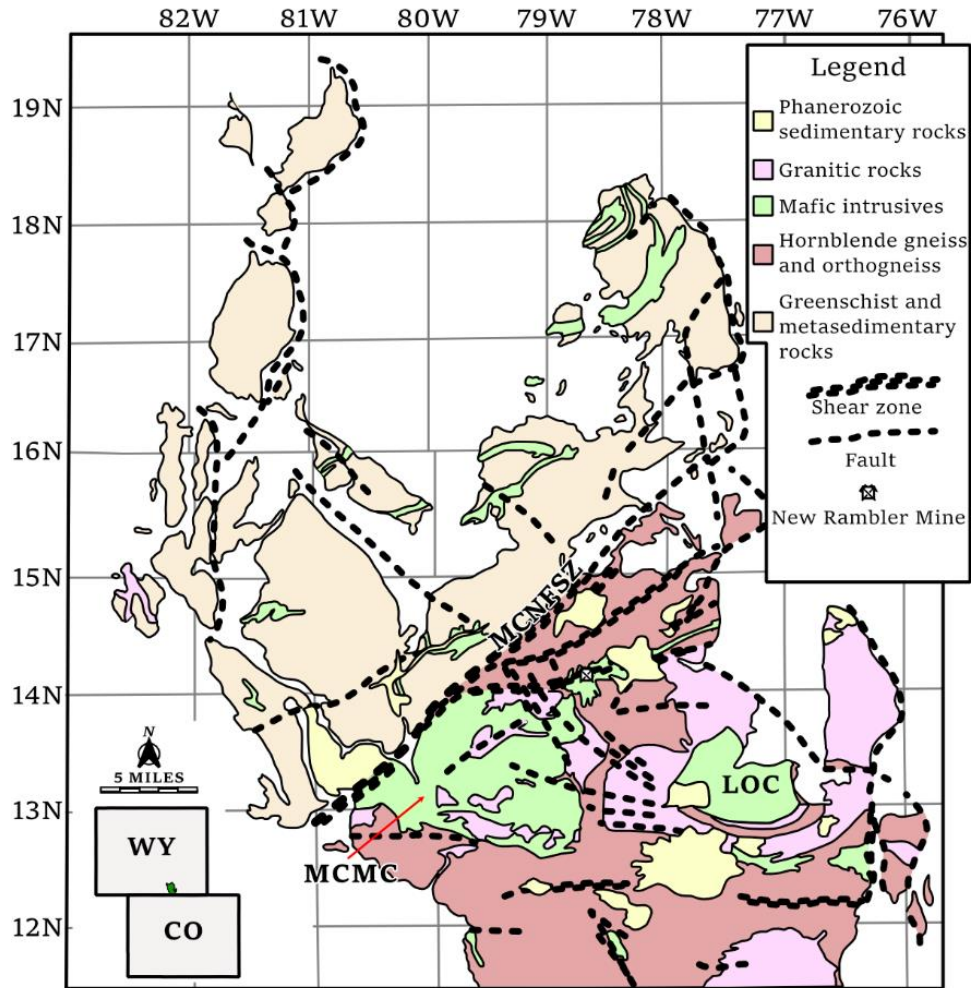 82W 81W 80W 79W 78W 77W 76W
19N
18N
17N
16N
15N
14N
13N
12N
Legend
Phanerozoic
sedimentary rocks
Granitic rocks
Mafic intrusives
Hornblende gneiss
and orthogneiss
Greenschist and
metasedimentary
rocks
Shear zone
Fault
New Rambler Mine
MCNFSZ
LOC
MCMC
N
5 MILES
WY
CO